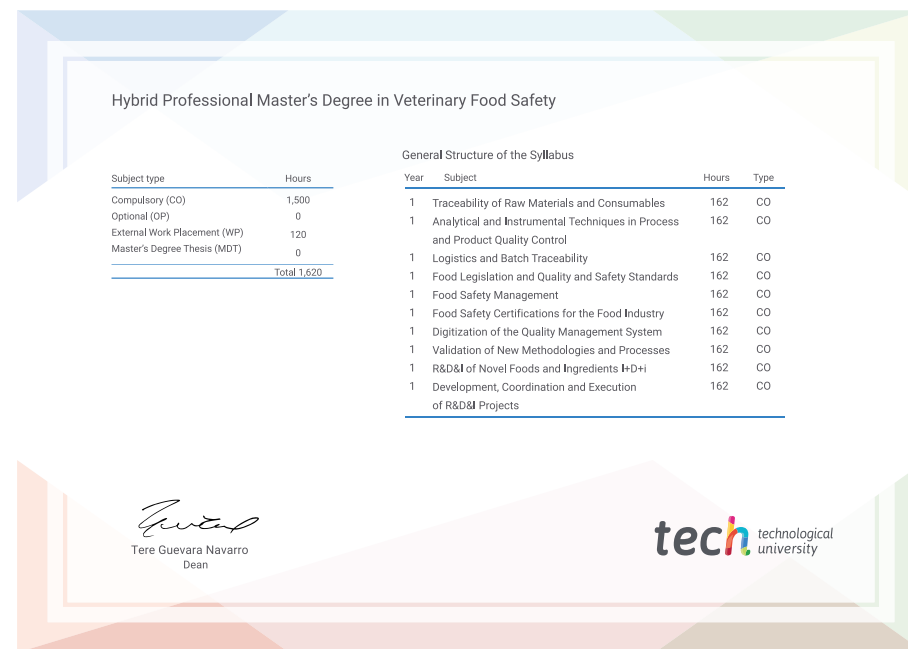 Hybrid Professional Master's Degree in Veterinary Food Safety
General Structure of the Syllabus
Subject type Hours
Compulsory (CO) 1,500
Optional (OP) 0
External Work Placement (WP) 120
Master's Degree Thesis (MDT) 0
Total 1,620
Year Subject Hours Type
1 Traceability of Raw Materials and Consumables 162 CO
1 Analytical and Instrumental Techniques in Process 162 CO
and Product Quality Control
1 Logistics and Batch Traceability 162 CO
1 Food Legislation and Quality and Safety Standards 162 CO
1 Food Safety Management 162 CO
1 Food Safety Certifications for the Food Industry 162 CO
1 Digitization of the Quality Management System 162 CO
1 Validation of New Methodologies and Processes 162 CO
1 R&D&I of Novel Foods and Ingredients I+D+i 162 CO
1 Development, Coordination and Execution 162 CO
of R&D&I Projects
Tere Guevara Navarro
Dean
tech technological
university